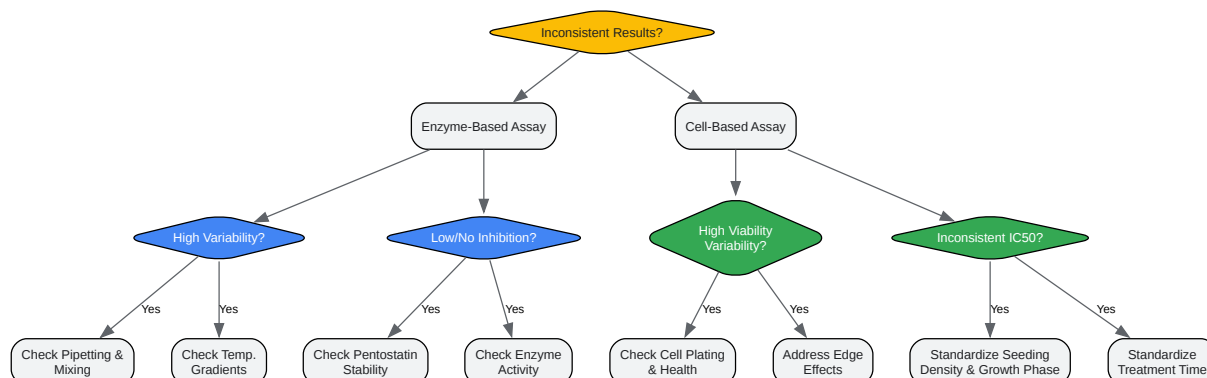 Inconsistent Results?
Enzyme-Based Assay
Cell-Based Assay
High Variability?
Low/No Inhibition?
High Viability
Variability?
Inconsistent IC50?
Yes
Yes
Yes
Yes
Yes
Yes
Yes
Yes
Check Pipetting &
Mixing
Check Temp.
Gradients
Check Pentostatin
Stability
Check Enzyme
Activity
Check Cell Plating
& Health
Address Edge
Effects
Standardize Seeding
Density & Growth Phase
Standardize
Treatment Time